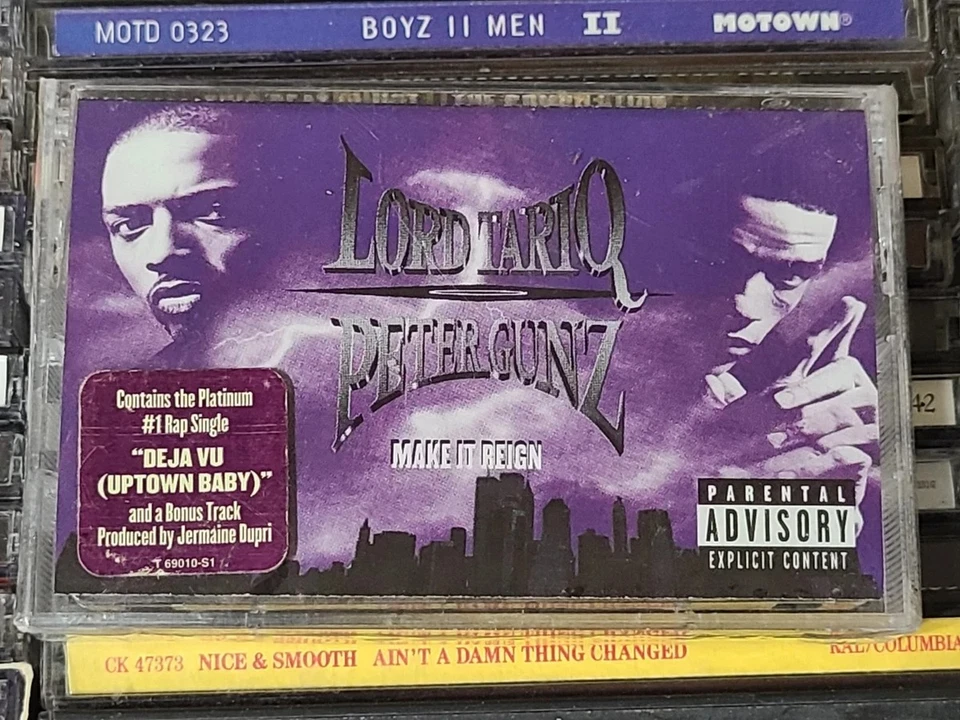 MOTD 0323 BOYZ II MEN II MOTOWN®
LORD TARIQ
PETER GUNZ
MAKE IT REIGN
Contains the Platinum
#1 Rap Single
"DEJA VU
(UPTOWN BABY)"
and a Bonus Track
Produced by Jermaine Dupri
T 69010-S1
PARENTAL
ADVISORY
EXPLICIT CONTENT
42
CK 47373 NICE & SMOOTH AIN'T A DAMN THING CHANGED RAL/COLUMBIA